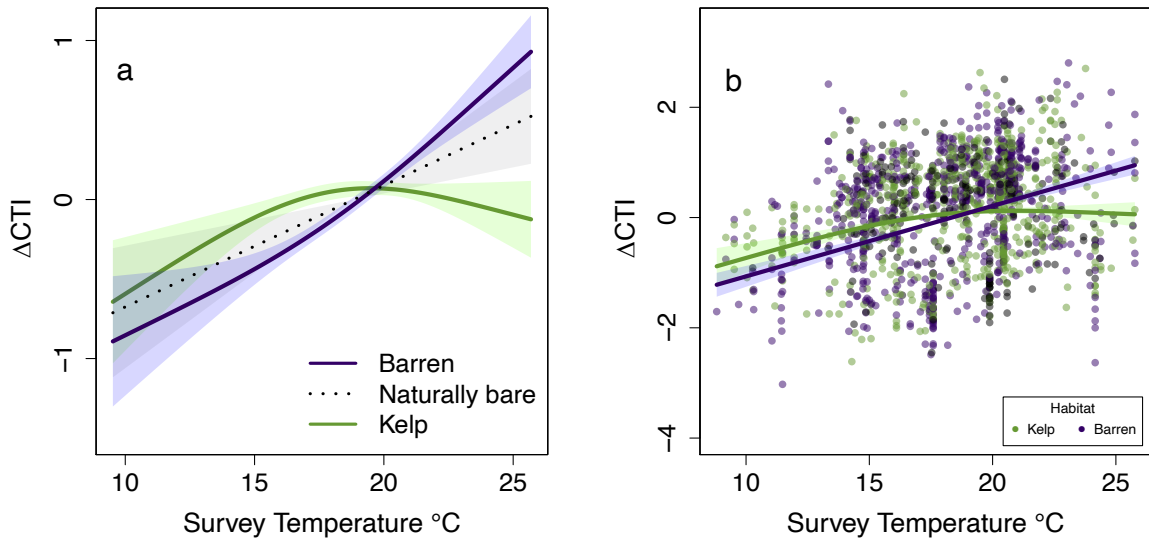 a
ΔCTI
1
0
−1
Barren
Naturally bare
Kelp
10 15 20 25
Survey Temperature °C
b
ΔCTI
2
0
−2
−4
Habitat
Kelp Barren
10 15 20 25
Survey Temperature °C